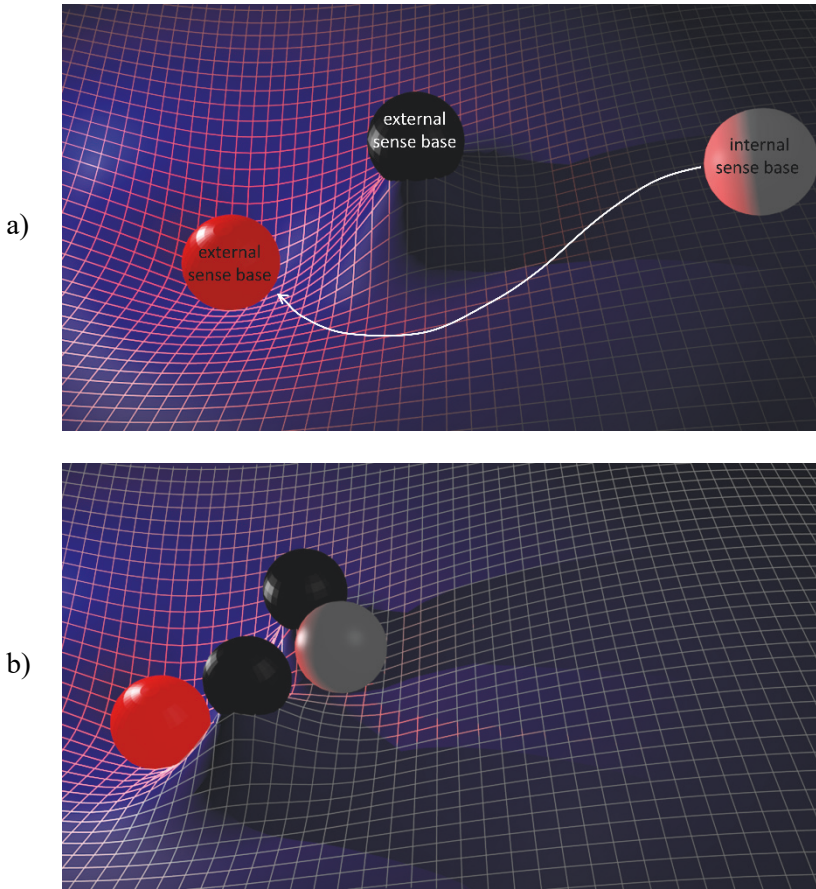 a)
external
sense base
internal
sense base
external
sense base
b)